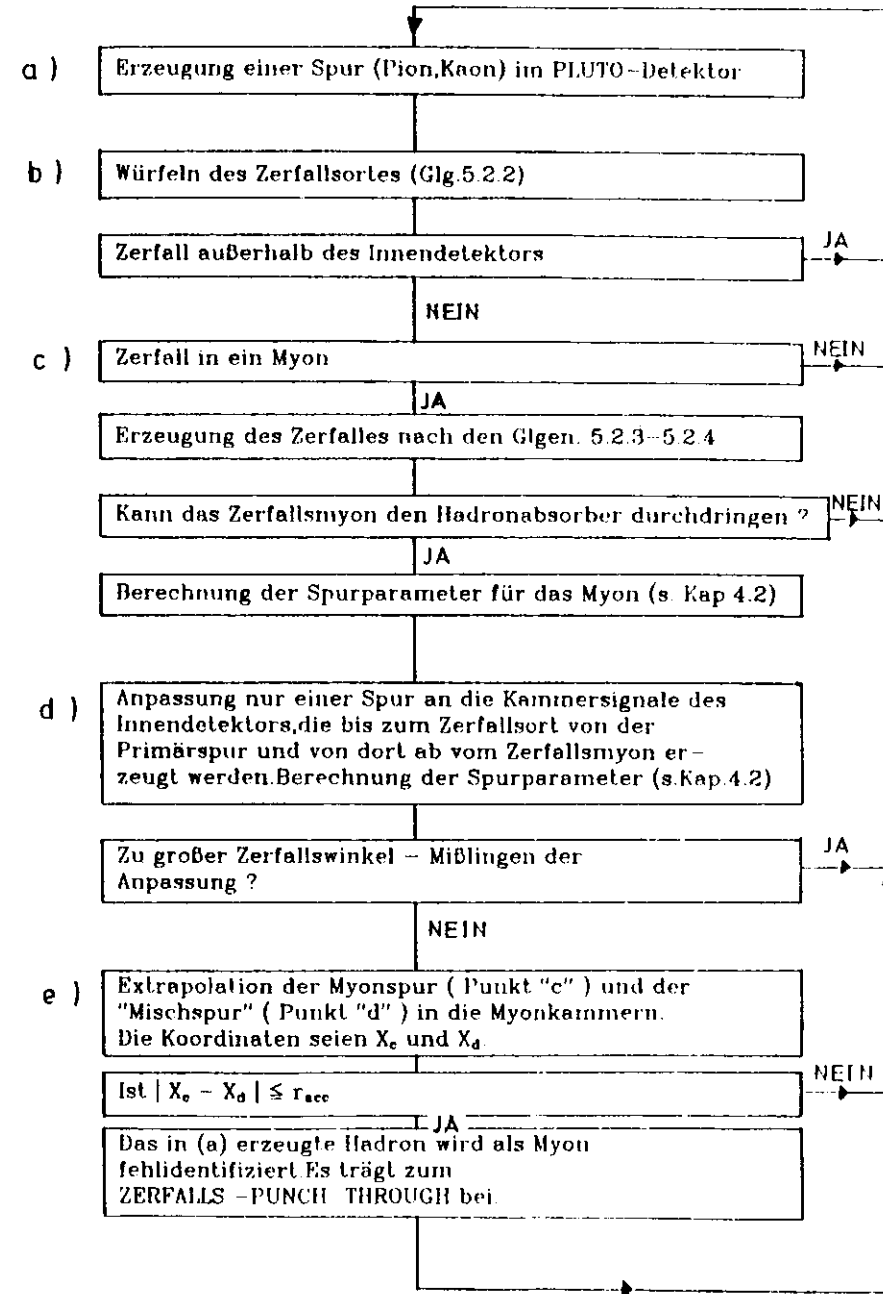 a ) Erzeugung einer Spur (Pion,Kaon) im PLUTO-Detektor
b ) Würfeln des Zerfallsortes (Glg.5.2.2)
Zerfall außerhalb des Innendetektors
JA
NEIN
c ) Zerfall in ein Myon
NEIN
JA
Erzeugung des Zerfalles nach den Glgen. 5.2.3-5.2.4
Kann das Zerfallsmyon den Hadronabsorber durchdringen ?
NEIN
JA
Berechnung der Spurparameter für das Myon (s. Kap 4.2)
d ) Anpassung nur einer Spur an die Kammersignale des
Innendetektors,die bis zum Zerfallsort von der
Primärspur und von dort ab vom Zerfallsmyon er-
zeugt werden.Berechnung der Spurparameter (s.Kap.4.2)
Zu großer Zerfallswinkel - Mißlingen der
Anpassung ?
JA
NEIN
e ) Extrapolation der Myonspur ( Punkt "c" ) und der
"Mischspur" ( Punkt "d" ) in die Myonkammern.
Die Koordinaten seien X_c und X_d.
Ist | X_c - X_d | ≤ r_acc
NEIN
JA
Das in (a) erzeugte Hadron wird als Myon
fehlidentifiziert.Es trägt zum
ZERFALLS -PUNCH THROUGH bei.